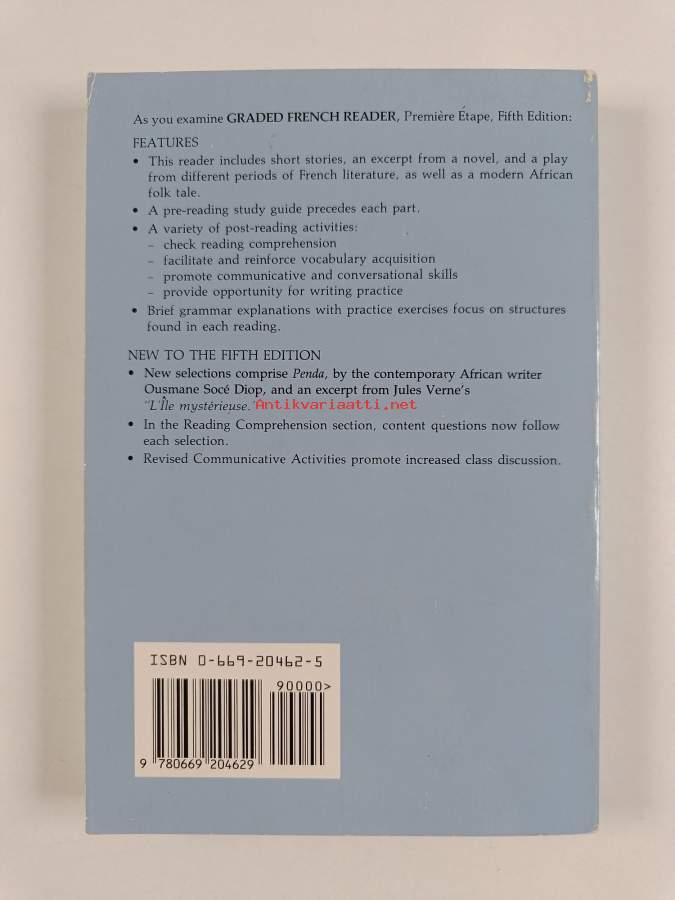 As you examine GRADED FRENCH READER, Première Étape, Fifth Edition:
FEATURES
• This reader includes short stories, an excerpt from a novel, and a play
from different periods of French literature, as well as a modern African
folk tale.
• A pre-reading study guide precedes each part.
• A variety of post-reading activities:
– check reading comprehension
– facilitate and reinforce vocabulary acquisition
– promote communicative and conversational skills
– provide opportunity for writing practice
• Brief grammar explanations with practice exercises focus on structures
found in each reading.
NEW TO THE FIFTH EDITION
• New selections comprise Penda, by the contemporary African writer
Ousmane Socé Diop, and an excerpt from Jules Verne's
"L'Île mystérieuse."
Antikvariaatti.net
• In the Reading Comprehension section, content questions now follow
each selection.
• Revised Communicative Activities promote increased class discussion.
ISBN 0-669-20462-5
90000>
9 780669 204629